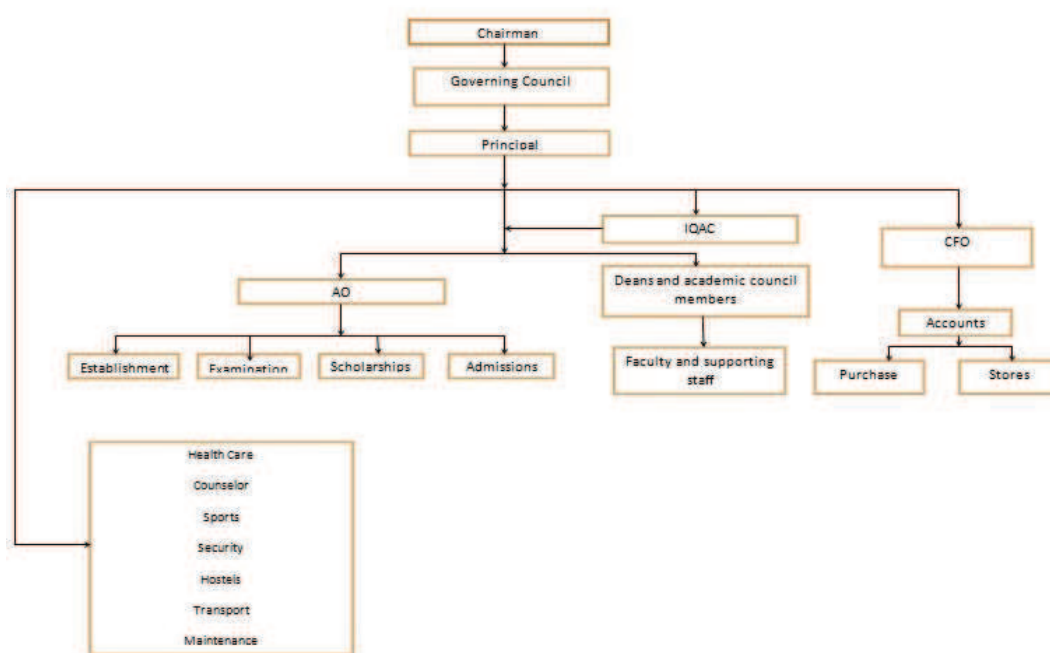 Chairman
Governing Council
Principal
IQAC
CFO
AO
Deans and academic council
members
Accounts
Establishment
Examination
Scholarships
Admissions
Faculty and supporting
staff
Purchase
Stores
Health Care
Counselor
Sports
Security
Hostels
Transport
Maintenance